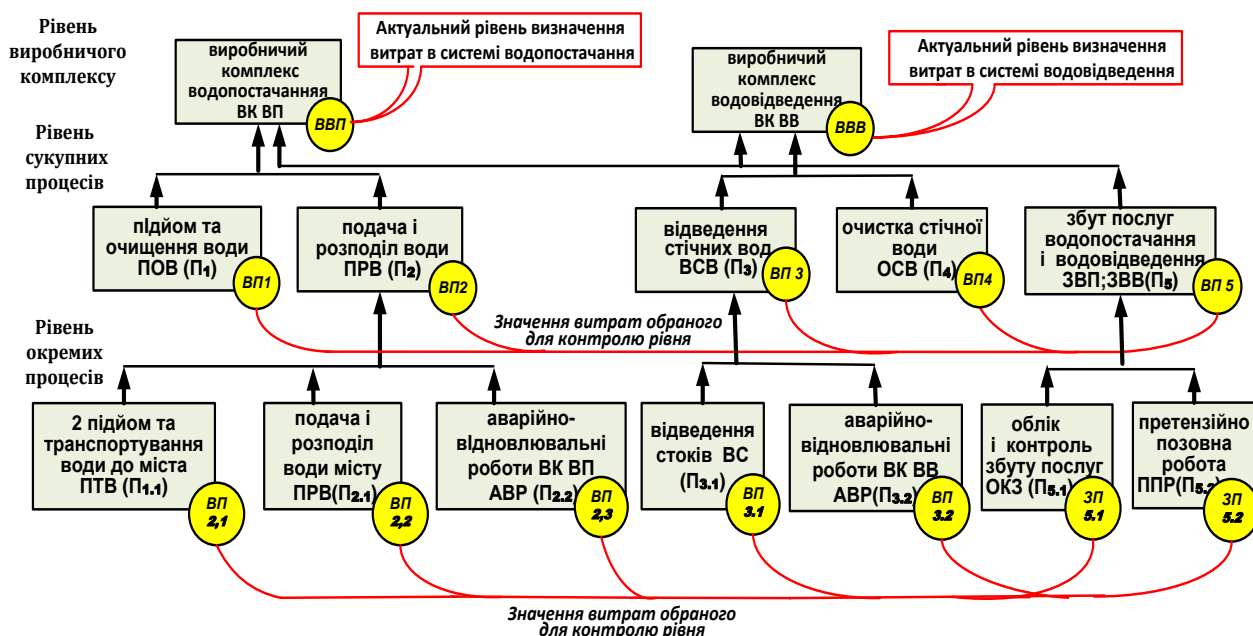 Рівень
виробничого
комплексу
виробничий
комплекс
водопостачаняя
ВК ВП
ВВП
Актуальний рівень визначення
витрат в системі водопостачання
виробничий
комплекс
водовідведення
ВК ВВ
ВВВ
Актуальний рівень визначення
витрат в системі водовідведення
Рівень
сукупних
процесів
пІдйом та
очищення води
ПОВ (П1)
ВП1
подача і
розподіл води
ПРВ (П2)
ВП2
відведення
стічних вод
ВСВ (П3)
ВП 3
очистка стічної
води
ОСВ (П4)
ВП4
збут послуг
водопостачання
і водовідведення
ЗВП;ЗВВ(П5)
ВП 5
Значення витрат обраного
для контролю рівня
Рівень
окремих
процесів
2 підйом та
транспортування
води до міста
ПТВ (П1.1)
ВП
2,1
подача і
розподіл
води місту
ПРВ(П2.1)
ВП
2,2
аварійно-
вІдновлювальні
роботи ВК ВП
АВР (П2.2)
ВП
2,3
відведення
стоків ВС
(П3.1)
ВП
3.1
аварійно-
відновлювальні
роботи ВК ВВ
АВР(П3.2)
ВП
3.2
облік
і контроль
збуту послуг
ОКЗ (П5.1)
ЗП
5.1
претензійно
позовна
робота
ППР(П5.2)
ЗП
5.2
Значення витрат обраного
для контролю рівня